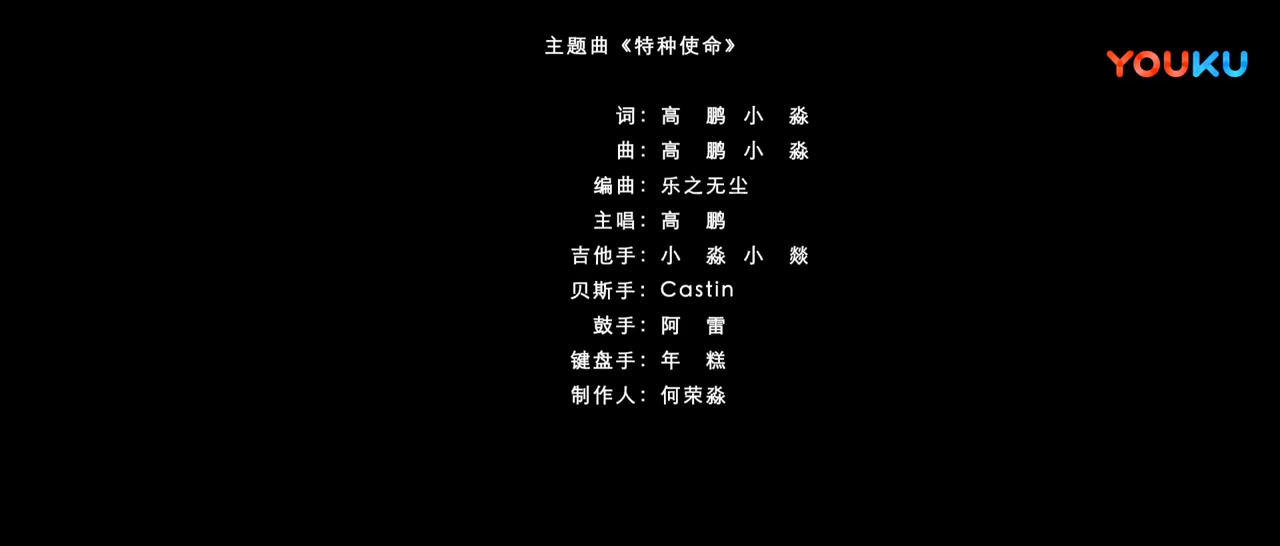 主题曲《特种使命》
YOUKU
词：高 鹏 小 淼
曲：高 鹏 小 淼
编曲：乐之无尘
主唱：高 鹏
吉他手：小 淼 小 燚
贝斯手：Castin
鼓手：阿 雷
键盘手：年 糕
制作人：何荣淼